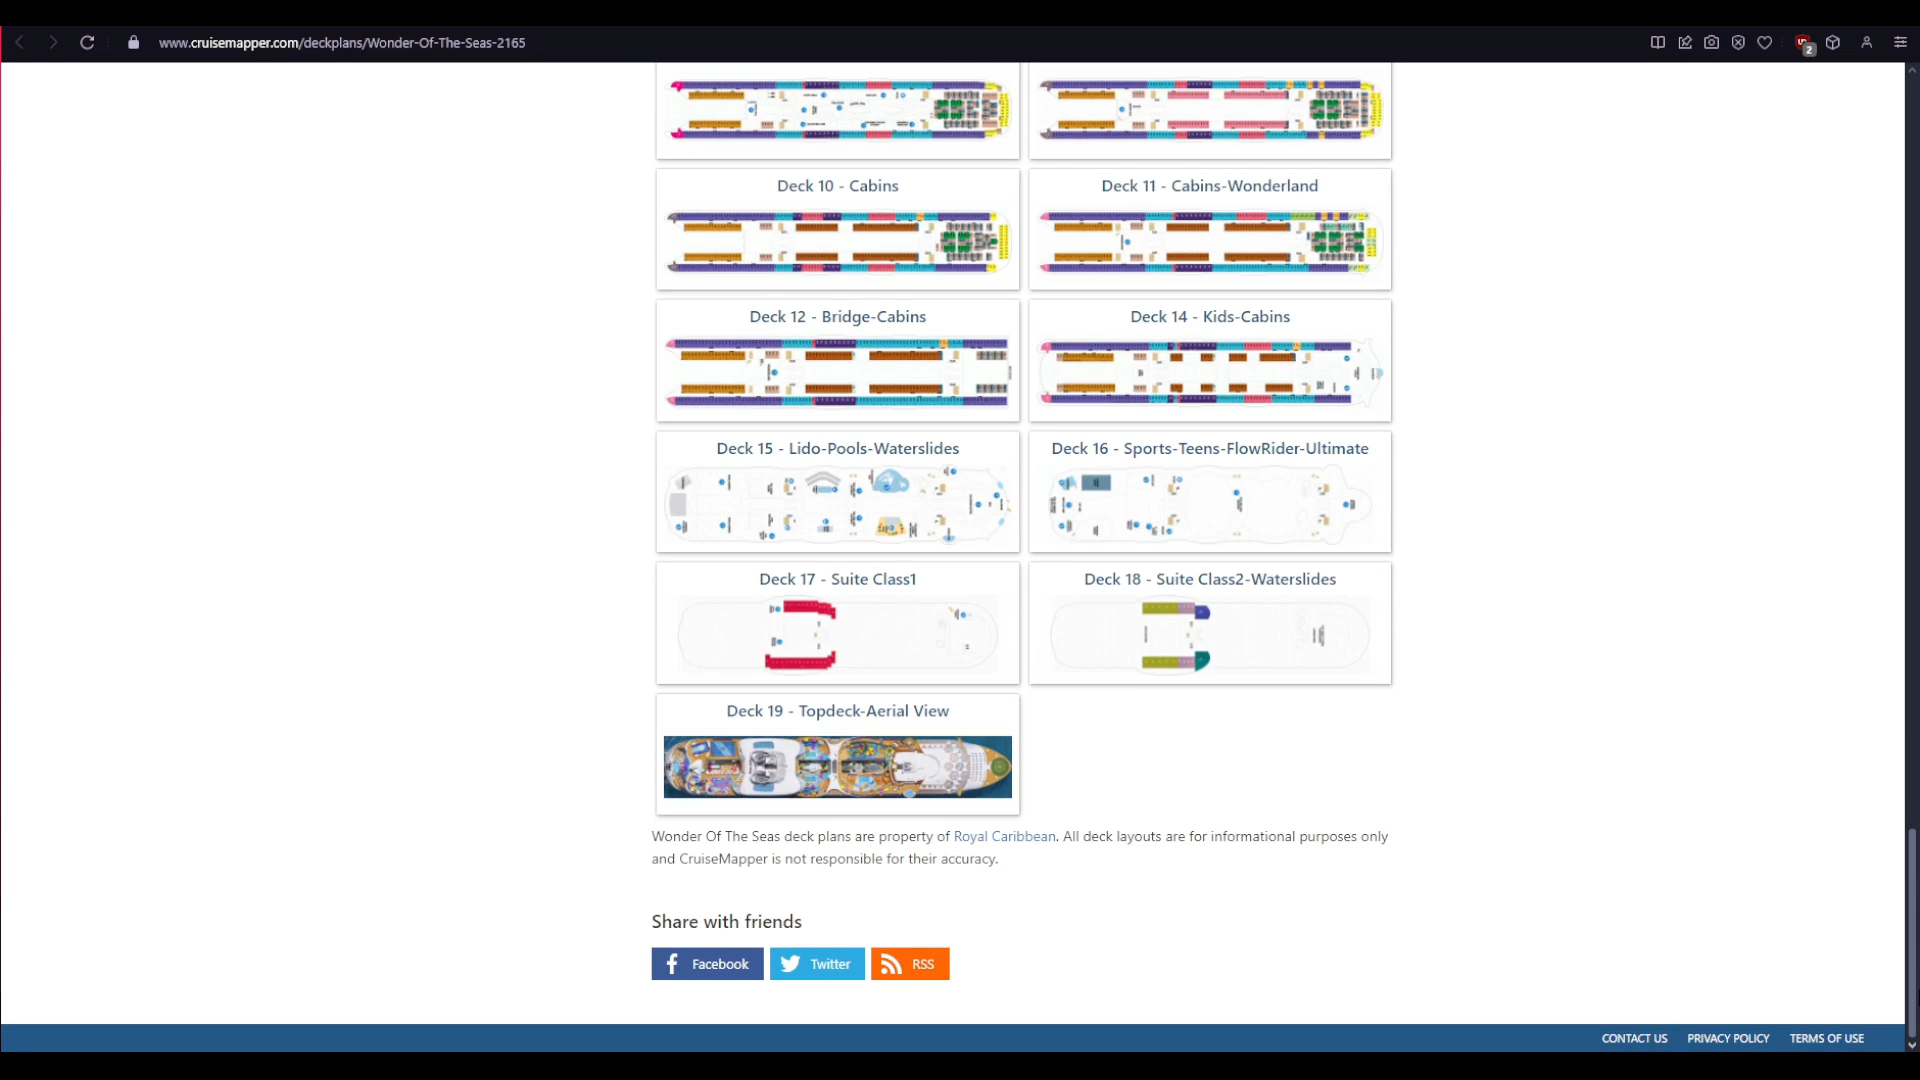 www.cruisemapper.com/deckplans/Wonder-Of-The-Seas-2165
2
Deck 10 - Cabins
Deck 11 - Cabins-Wonderland
Deck 12 - Bridge-Cabins
Deck 14 - Kids-Cabins
Deck 15 - Lido-Pools-Waterslides
Deck 16 - Sports-Teens-FlowRider-Ultimate
Deck 17 - Suite Class1
Deck 18 - Suite Class2-Waterslides
Deck 19 - Topdeck-Aerial View
Wonder Of The Seas deck plans are property of Royal Caribbean. All deck layouts are for informational purposes only
and CruiseMapper is not responsible for their accuracy.
Share with friends
Facebook
Twitter
RSS
CONTACT US
PRIVACY POLICY
TERMS OF USE